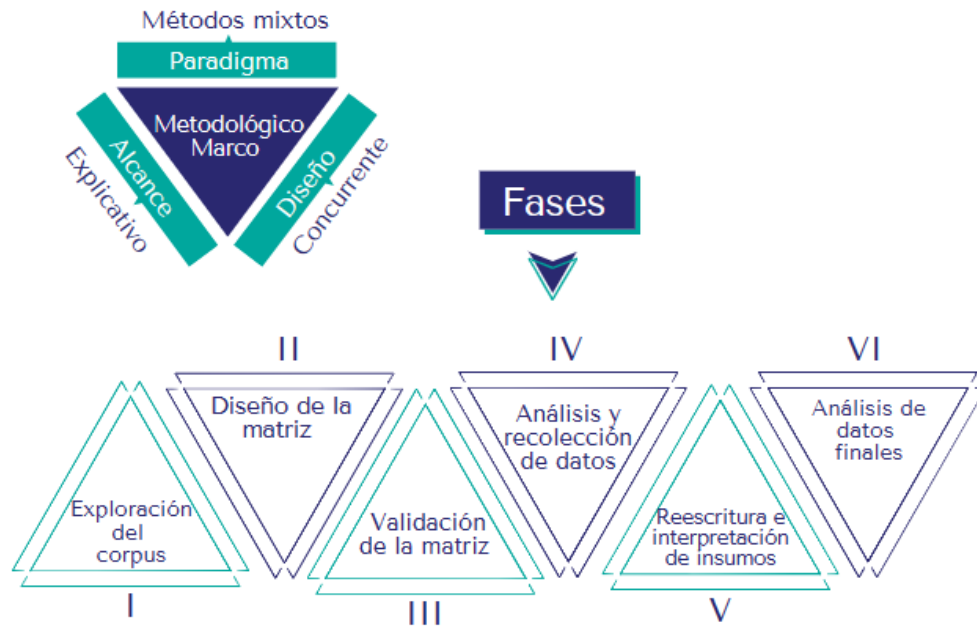 Métodos mixtos
Paradigma
Metodológico
Marco
Alcance
Explicativo
Diseño
Concurrente
Fases
I
Exploración
del
corpus
II
Diseño de la
matriz
III
Validación
de la matriz
IV
Análisis y
recolección
de datos
V
Reescritura e
interpretación
de insumos
VI
Análisis de
datos
finales